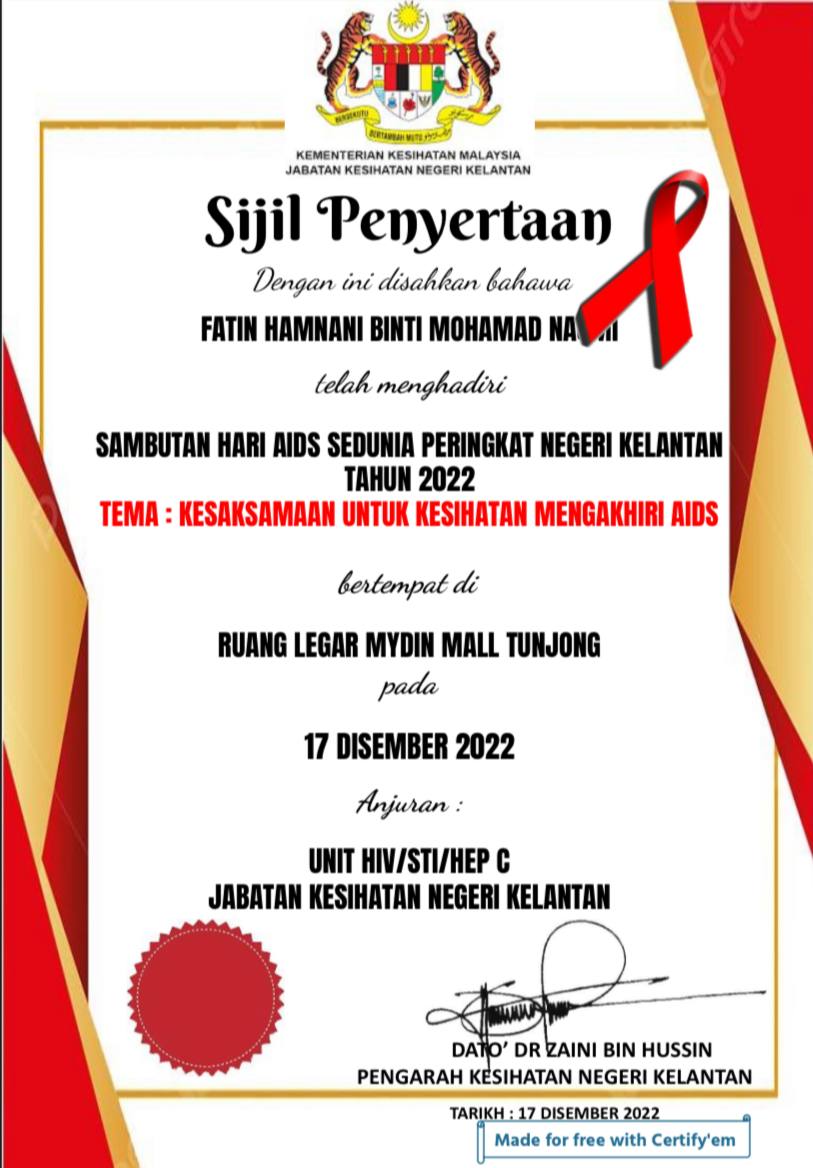 BERSEKUTU
BERTAMBAH MUTU
KEMENTERIAN KESIHATAN MALAYSIA
JABATAN KESIHATAN NEGERI KELANTAN
Sijil Penyertaan
Dengan ini disahkan bahawa
FATIN HAMNANI BINTI MOHAMAD
telah menghadiri
SAMBUTAN HARI AIDS SEDUNIA PERINGKAT NEGERI KELANTAN
TAHUN 2022
TEMA : KESAKSAMAAN UNTUK KESIHATAN MENGAKHIRI AIDS
bertempat di
RUANG LEGAR MYDIN MALL TUNJONG
pada
17 DISEMBER 2022
Anjuran :
UNIT HIV/STI/HEP C
JABATAN KESIHATAN NEGERI KELANTAN
DATO' DR ZAINI BIN HUSSIN
PENGARAH KESIHATAN NEGERI KELANTAN
TARIKH : 17 DISEMBER 2022
Made for free with Certify'em